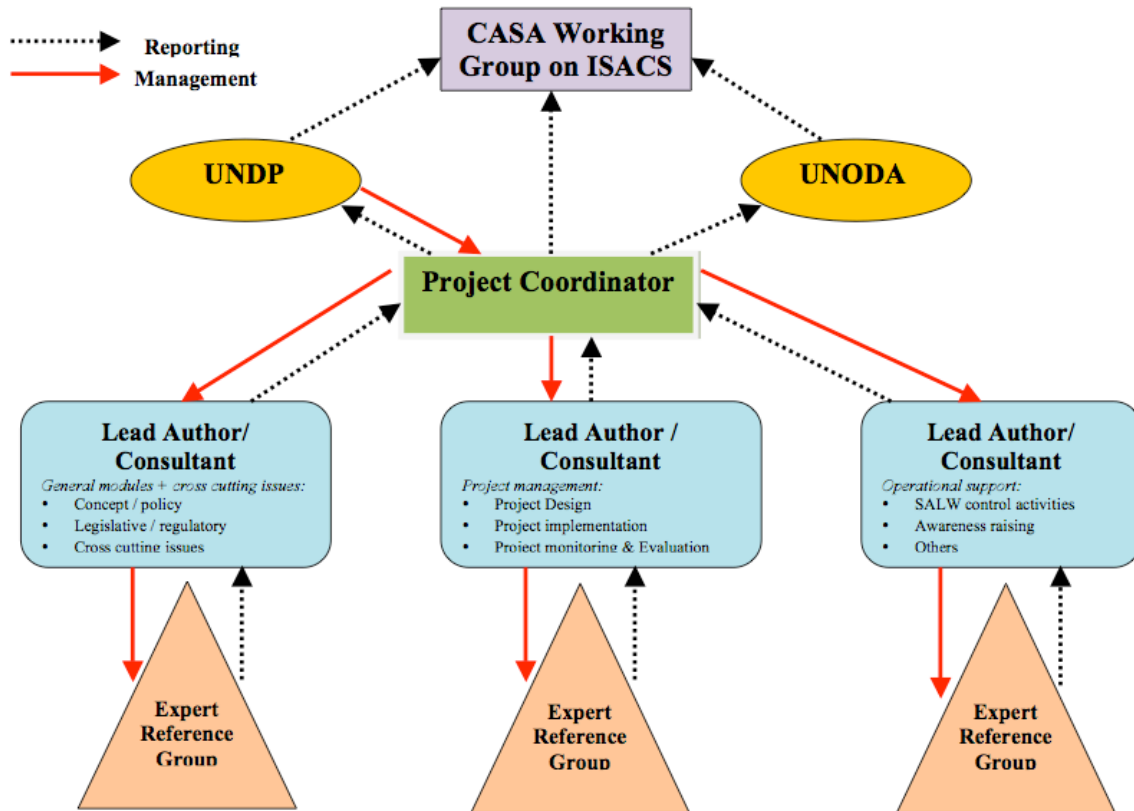 Reporting
Management
CASA Working
Group on ISACS
UNDP
UNODA
Project Coordinator
Lead Author/
Consultant
General modules + cross cutting issues:
• Concept / policy
• Legislative / regulatory
• Cross cutting issues
Lead Author /
Consultant
Project management:
• Project Design
• Project implementation
• Project monitoring & Evaluation
Lead Author/
Consultant
Operational support:
• SALW control activities
• Awareness raising
• Others
Expert
Reference
Group
Expert
Reference
Group
Expert
Reference
Group